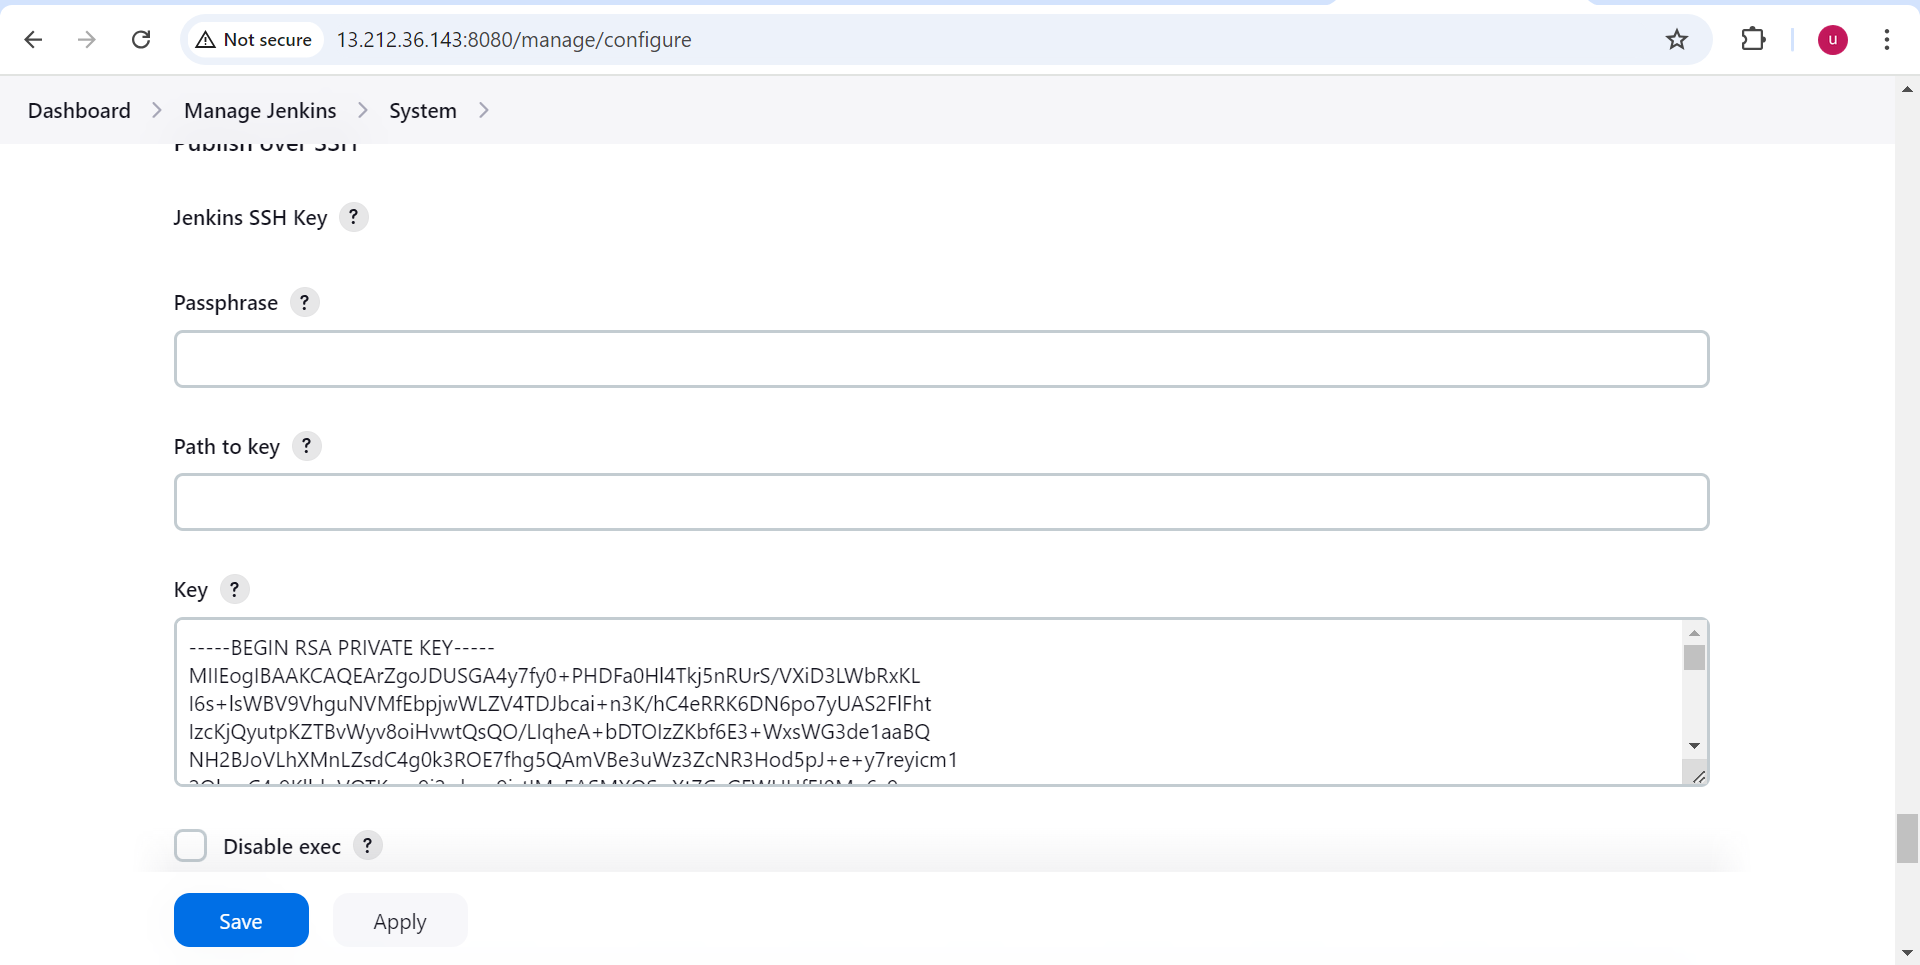 Not secure
13.212.36.143:8080/manage/configure
u
Dashboard
Manage Jenkins
System
Publish over SSH
Jenkins SSH Key ?
Passphrase ?
Path to key ?
Key ?
-----BEGIN RSA PRIVATE KEY-----
MIIEogIBAAKCAQEArZgoJDUSGA4y7fy0+PHDFa0Hl4Tkj5nRUrS/VXiD3LWbRxKL
I6s+lsWBV9VhguNVMfEbpjwWLZV4TDJbcai+n3K/hC4eRRK6DN6po7yUAS2FlFht
IzcKjQyutpKZTBvWyv8oiHvwtQsQO/LIqheA+bDTOIzZKbf6E3+WxsWG3de1aaBQ
NH2BJoVLhXMnLZsdC4g0k3ROE7fhg5QAmVBe3uWz3ZcNR3Hod5pJ+e+y7reyicm1
Disable exec ?
Save
Apply